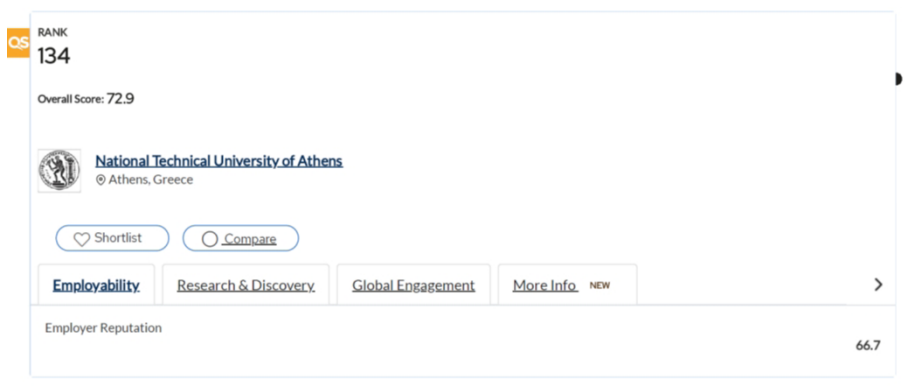 QS
RANK
134
Overall Score: 72.9
National Technical University of Athens
Athens, Greece
Shortlist
Compare
Employability
Research & Discovery
Global Engagement
More Info NEW
Employer Reputation
66.7